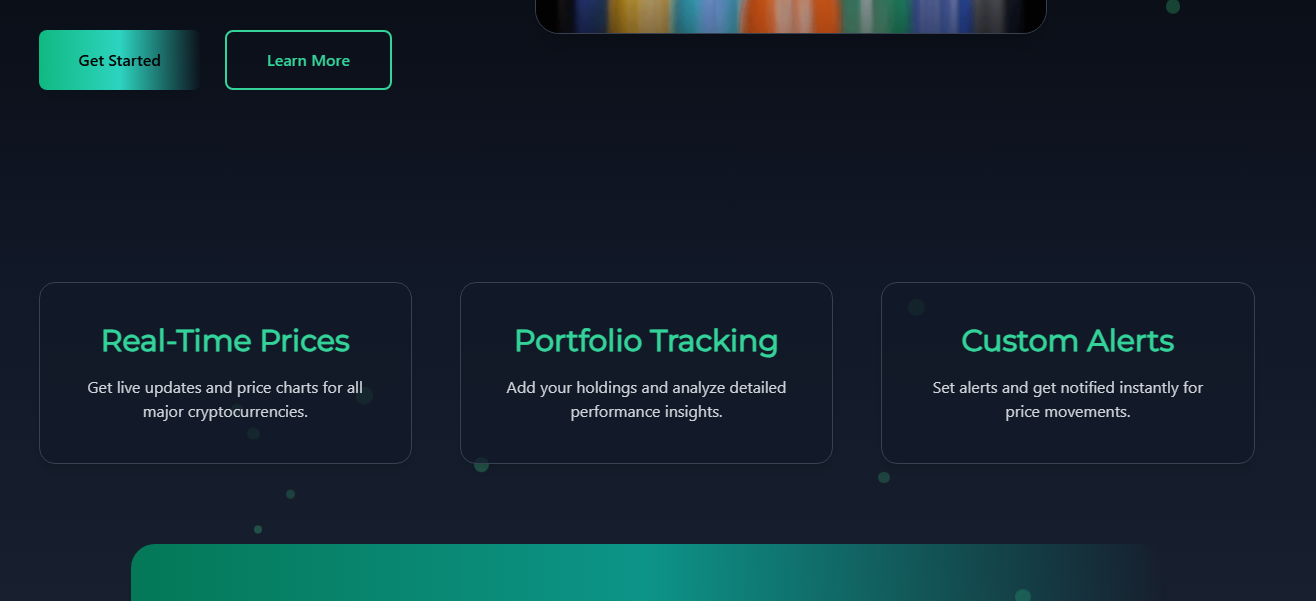 Get Started
Learn More
Real-Time Prices
Get live updates and price charts for all
major cryptocurrencies.
Portfolio Tracking
Add your holdings and analyze detailed
performance insights.
Custom Alerts
Set alerts and get notified instantly for
price movements.